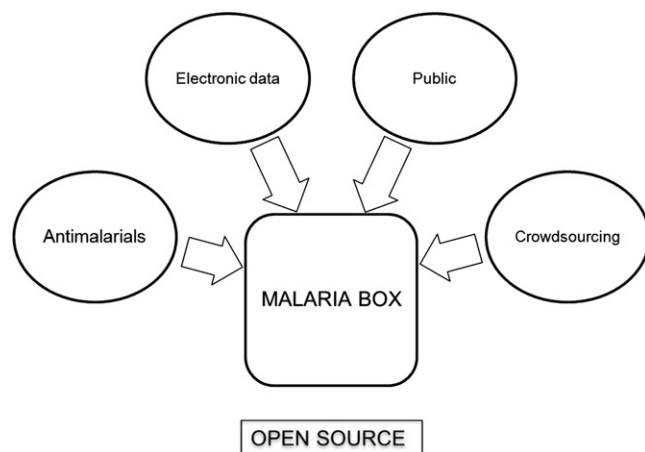 Electronic data
Public
Antimalarials
Crowdsourcing
MALARIA BOX
OPEN SOURCE